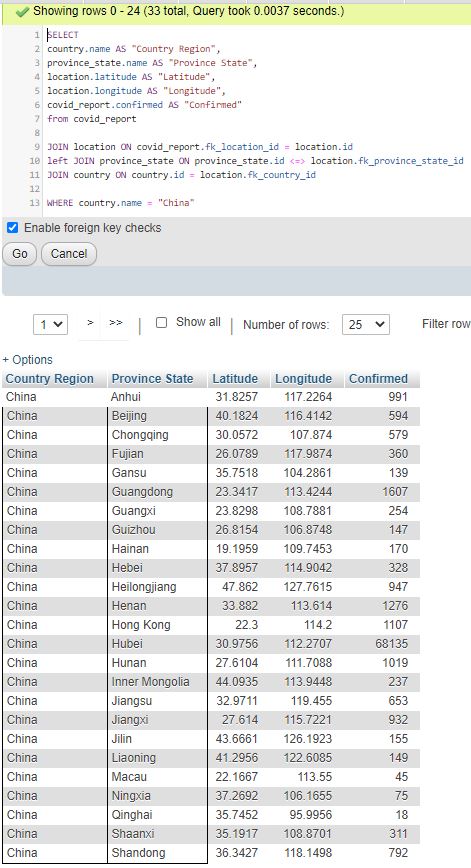 Showing rows 0 - 24 (33 total, Query took 0.0037 seconds.)
1 SELECT
2 country.name AS "Country Region",
3 province_state.name AS "Province State",
4 location.latitude AS "Latitude",
5 location.longitude AS "Longitude",
6 covid_report.confirmed AS "Confirmed"
7 from covid_report
8
9 JOIN location ON covid_report.fk_location_id = location.id
10 left JOIN province_state ON province_state.id <=> location.fk_province_state_id
11 JOIN country ON country.id = location.fk_country_id
12
13 WHERE country.name = "China"
Enable foreign key checks
Go Cancel
1 > >> | Show all | Number of rows: 25 Filter row
+ Options
Country Region Province State Latitude Longitude Confirmed
China Anhui 31.8257 117.2264 991
China Beijing 40.1824 116.4142 594
China Chongqing 30.0572 107.874 579
China Fujian 26.0789 117.9874 360
China Gansu 35.7518 104.2861 139
China Guangdong 23.3417 113.4244 1607
China Guangxi 23.8298 108.7881 254
China Guizhou 26.8154 106.8748 147
China Hainan 19.1959 109.7453 170
China Hebei 37.8957 114.9042 328
China Heilongjiang 47.862 127.7615 947
China Henan 33.882 113.614 1276
China Hong Kong 22.3 114.2 1107
China Hubei 30.9756 112.2707 68135
China Hunan 27.6104 111.7088 1019
China Inner Mongolia 44.0935 113.9448 237
China Jiangsu 32.9711 119.455 653
China Jiangxi 27.614 115.7221 932
China Jilin 43.6661 126.1923 155
China Liaoning 41.2956 122.6085 149
China Macau 22.1667 113.55 45
China Ningxia 37.2692 106.1655 75
China Qinghai 35.7452 95.9956 18
China Shaanxi 35.1917 108.8701 311
China Shandong 36.3427 118.1498 792